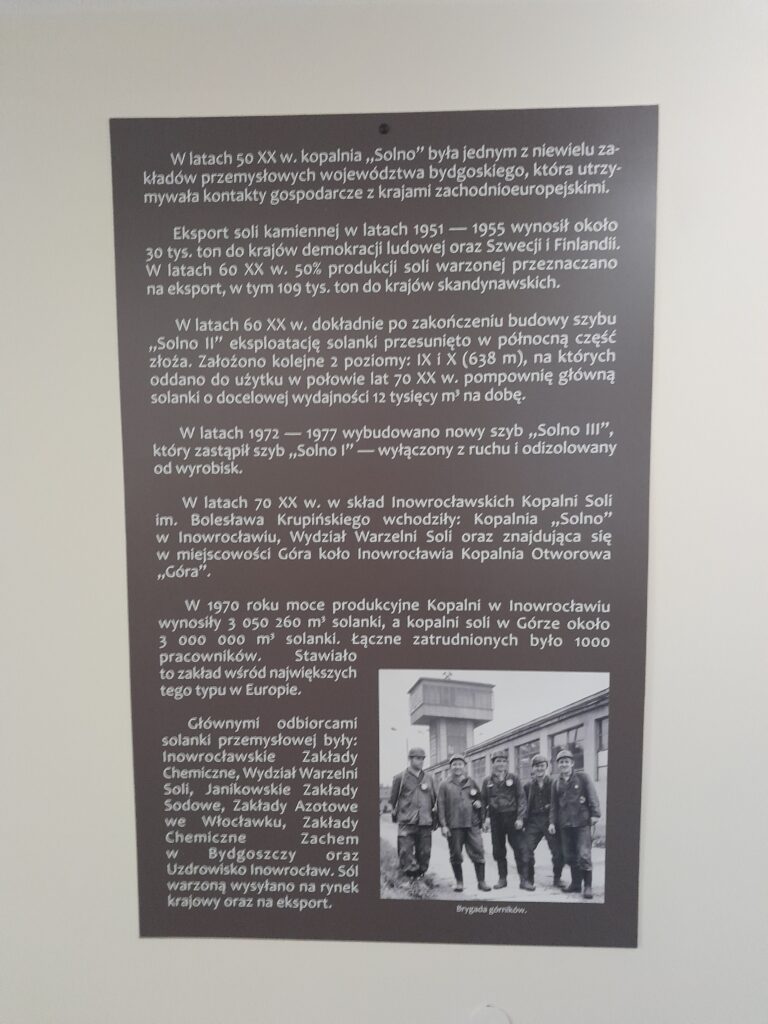 W latach 50 XX w. kopalnia „Solno” była jednym z niewielu za-
kładów przemysłowych województwa bydgoskiego, która utrzy-
mywała kontakty gospodarcze z krajami zachodnioeuropejskimi.
Eksport soli kamiennej w latach 1951 — 1955 wynosił około
30 tys. ton do krajów demokracji ludowej oraz Szwecji i Finlandii.
W latach 60 XX w. 50% produkcji soli warzonej przeznaczano
na eksport, w tym 109 tys. ton do krajów skandynawskich.
W latach 60 XX w. dokładnie po zakończeniu budowy szybu
„Solno II” eksploatację solanki przesunięto w północną część
złoża. Założono kolejne 2 poziomy: IX i X (638 m), na których
oddano do użytku w połowie lat 70 XX w. pompownię główną
solanki o docelowej wydajności 12 tysięcy m³ na dobę.
W latach 1972 — 1977 wybudowano nowy szyb „Solno III”,
który zastąpił szyb „Solno I” — wyłączony z ruchu i odizolowany
od wyrobisk.
W latach 70 XX w. w skład Inowrocławskich Kopalni Soli
im. Bolesława Krupińskiego wchodziły: Kopalnia „Solno”
w Inowrocławiu, Wydział Warzelni Soli oraz znajdująca się
w miejscowości Góra koło Inowrocławia Kopalnia Otworowa
„Góra”.
W 1970 roku moce produkcyjne Kopalni w Inowrocławiu
wynosiły 3 050 260 m³ solanki, a kopalni soli w Górze około
3 000 000 m³ solanki. Łączne zatrudnionych było 1000
pracowników. Stawiało
to zakład wśród największych
tego typu w Europie.
Głównymi odbiorcami
solanki przemysłowej były:
Inowrocławskie Zakłady
Chemiczne, Wydział Warzelni
Soli, Janikowskie Zakłady
Sodowe, Zakłady Azotowe
we Włocławku, Zakłady
Chemiczne Zachem
w Bydgoszczy oraz
Uzdrowisko Inowrocław. Sól
warzoną wysyłano na rynek
krajowy oraz na eksport.
Brygada górników.